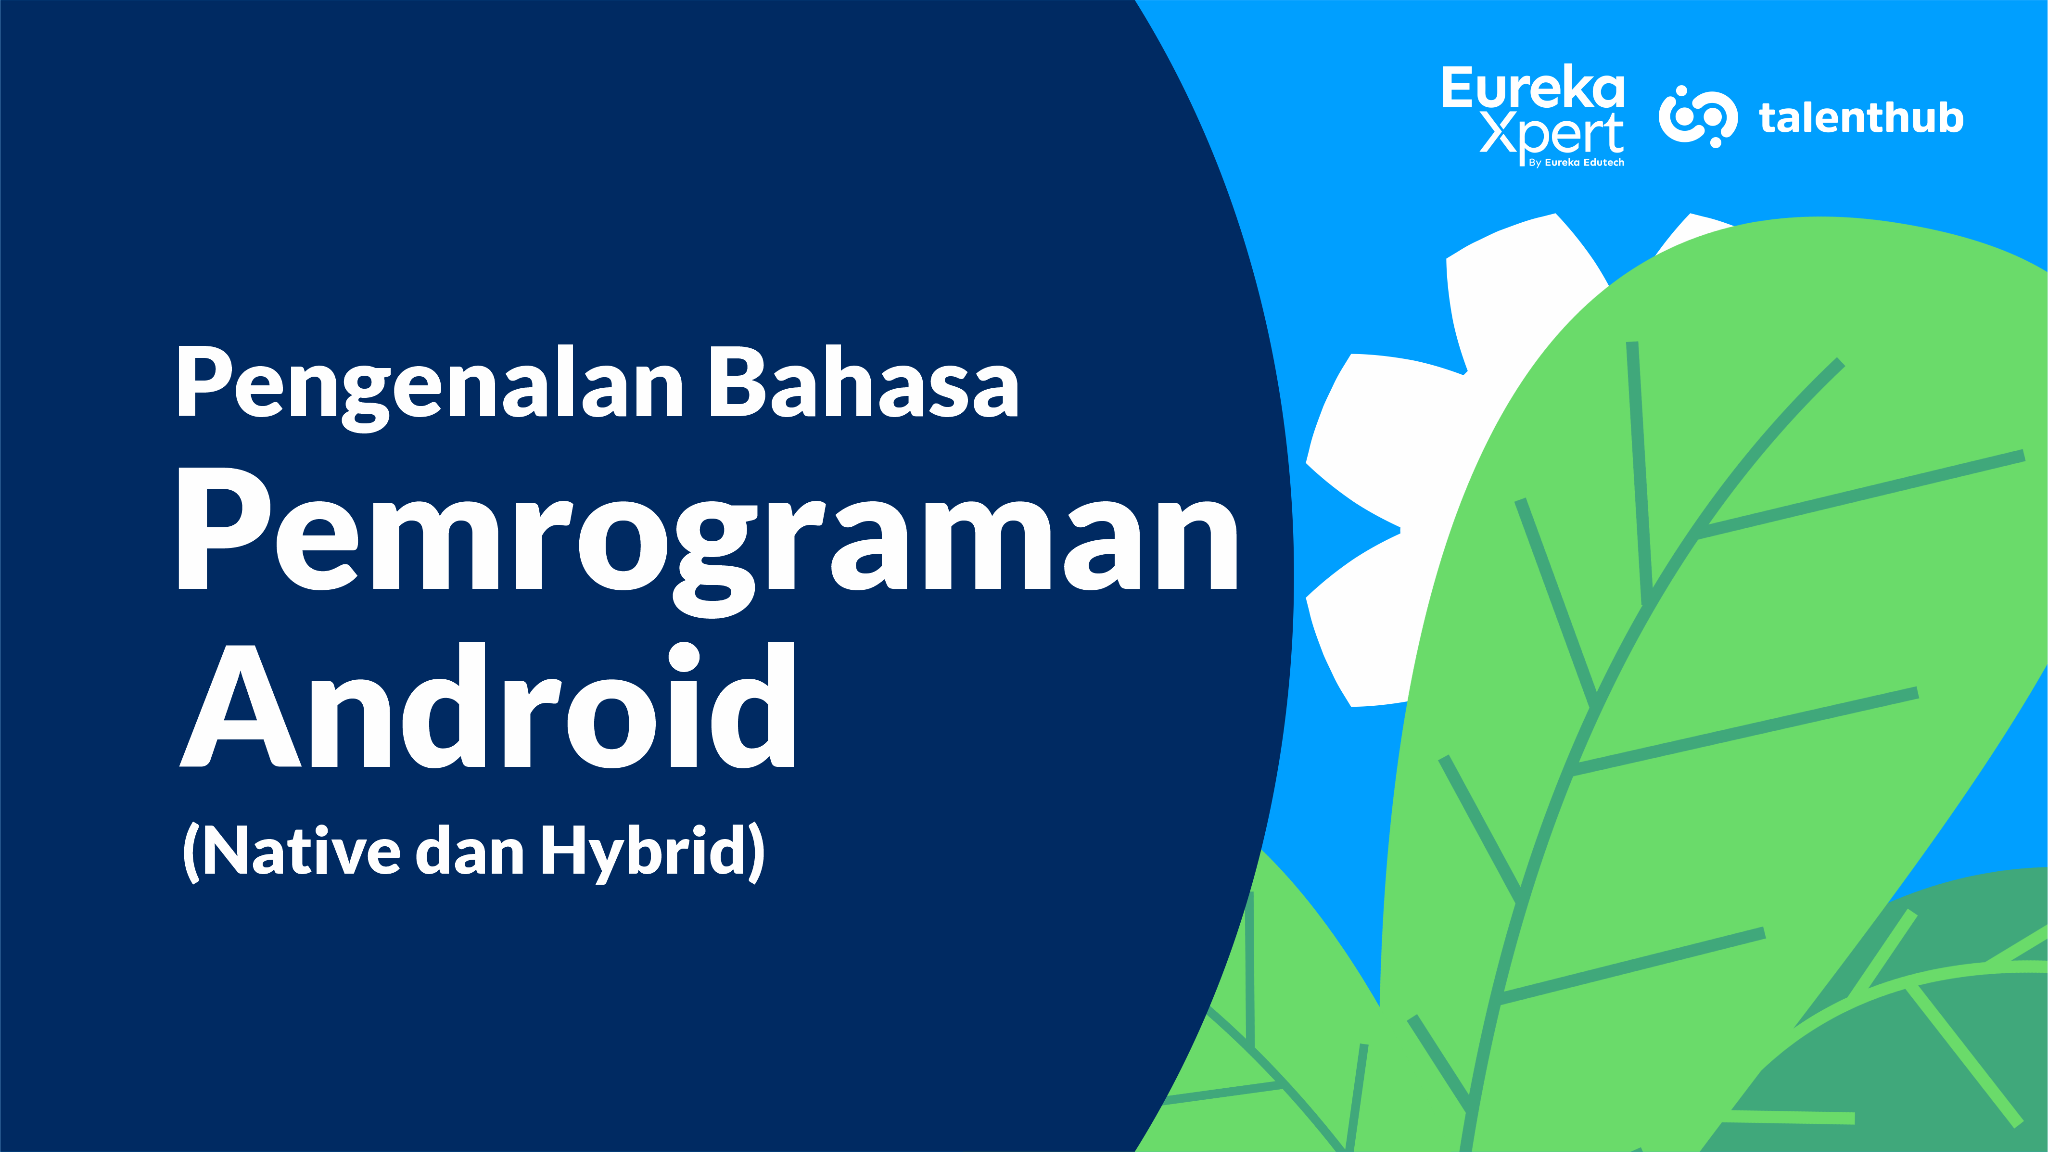 Eureka
Xpert
By Eureka Edutech
talenthub
Pengenalan Bahasa
Pemrograman
Android
(Native dan Hybrid)